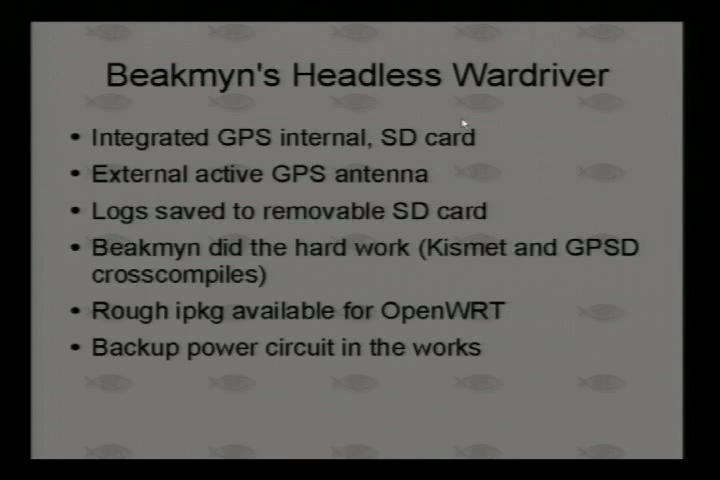 Beakmyn's Headless Wardriver
• Integrated GPS internal, SD card
• External active GPS antenna
• Logs saved to removable SD card
• Beakmyn did the hard work (Kismet and GPSD
crosscompiles)
• Rough ipkg available for OpenWRT
• Backup power circuit in the works